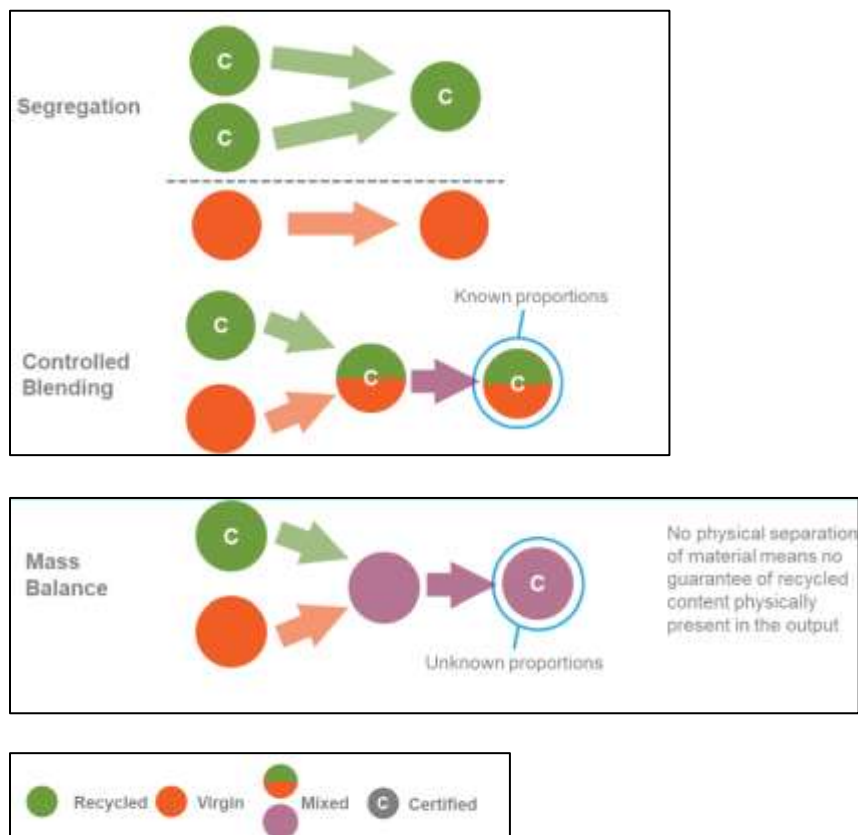 C
C
C
Segregation
Known proportions
C
C
C
Controlled
Blending
C
C
Mass
Balance
No physical separation
of material means no
guarantee of recycled
content physically
present in the output
Unknown proportions
Recycled Virgin Mixed C Certified